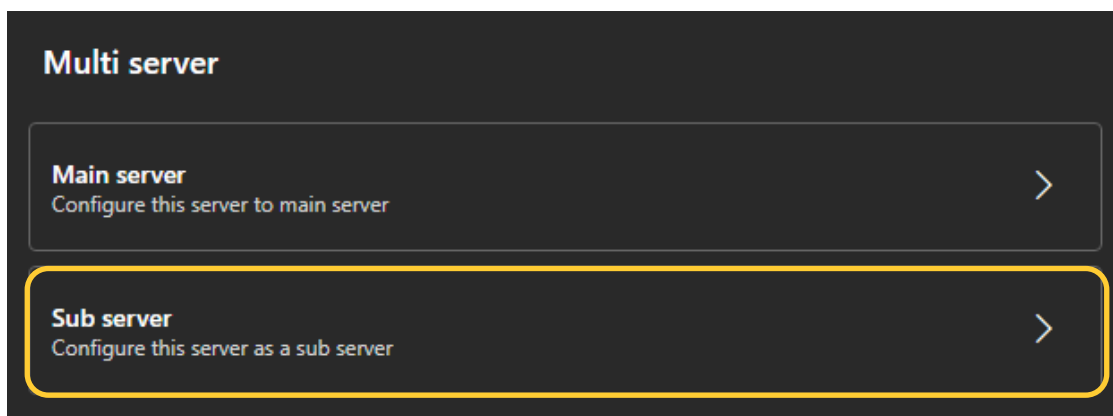 Multi server
Main server
Configure this server to main server
Sub server
Configure this server as a sub server